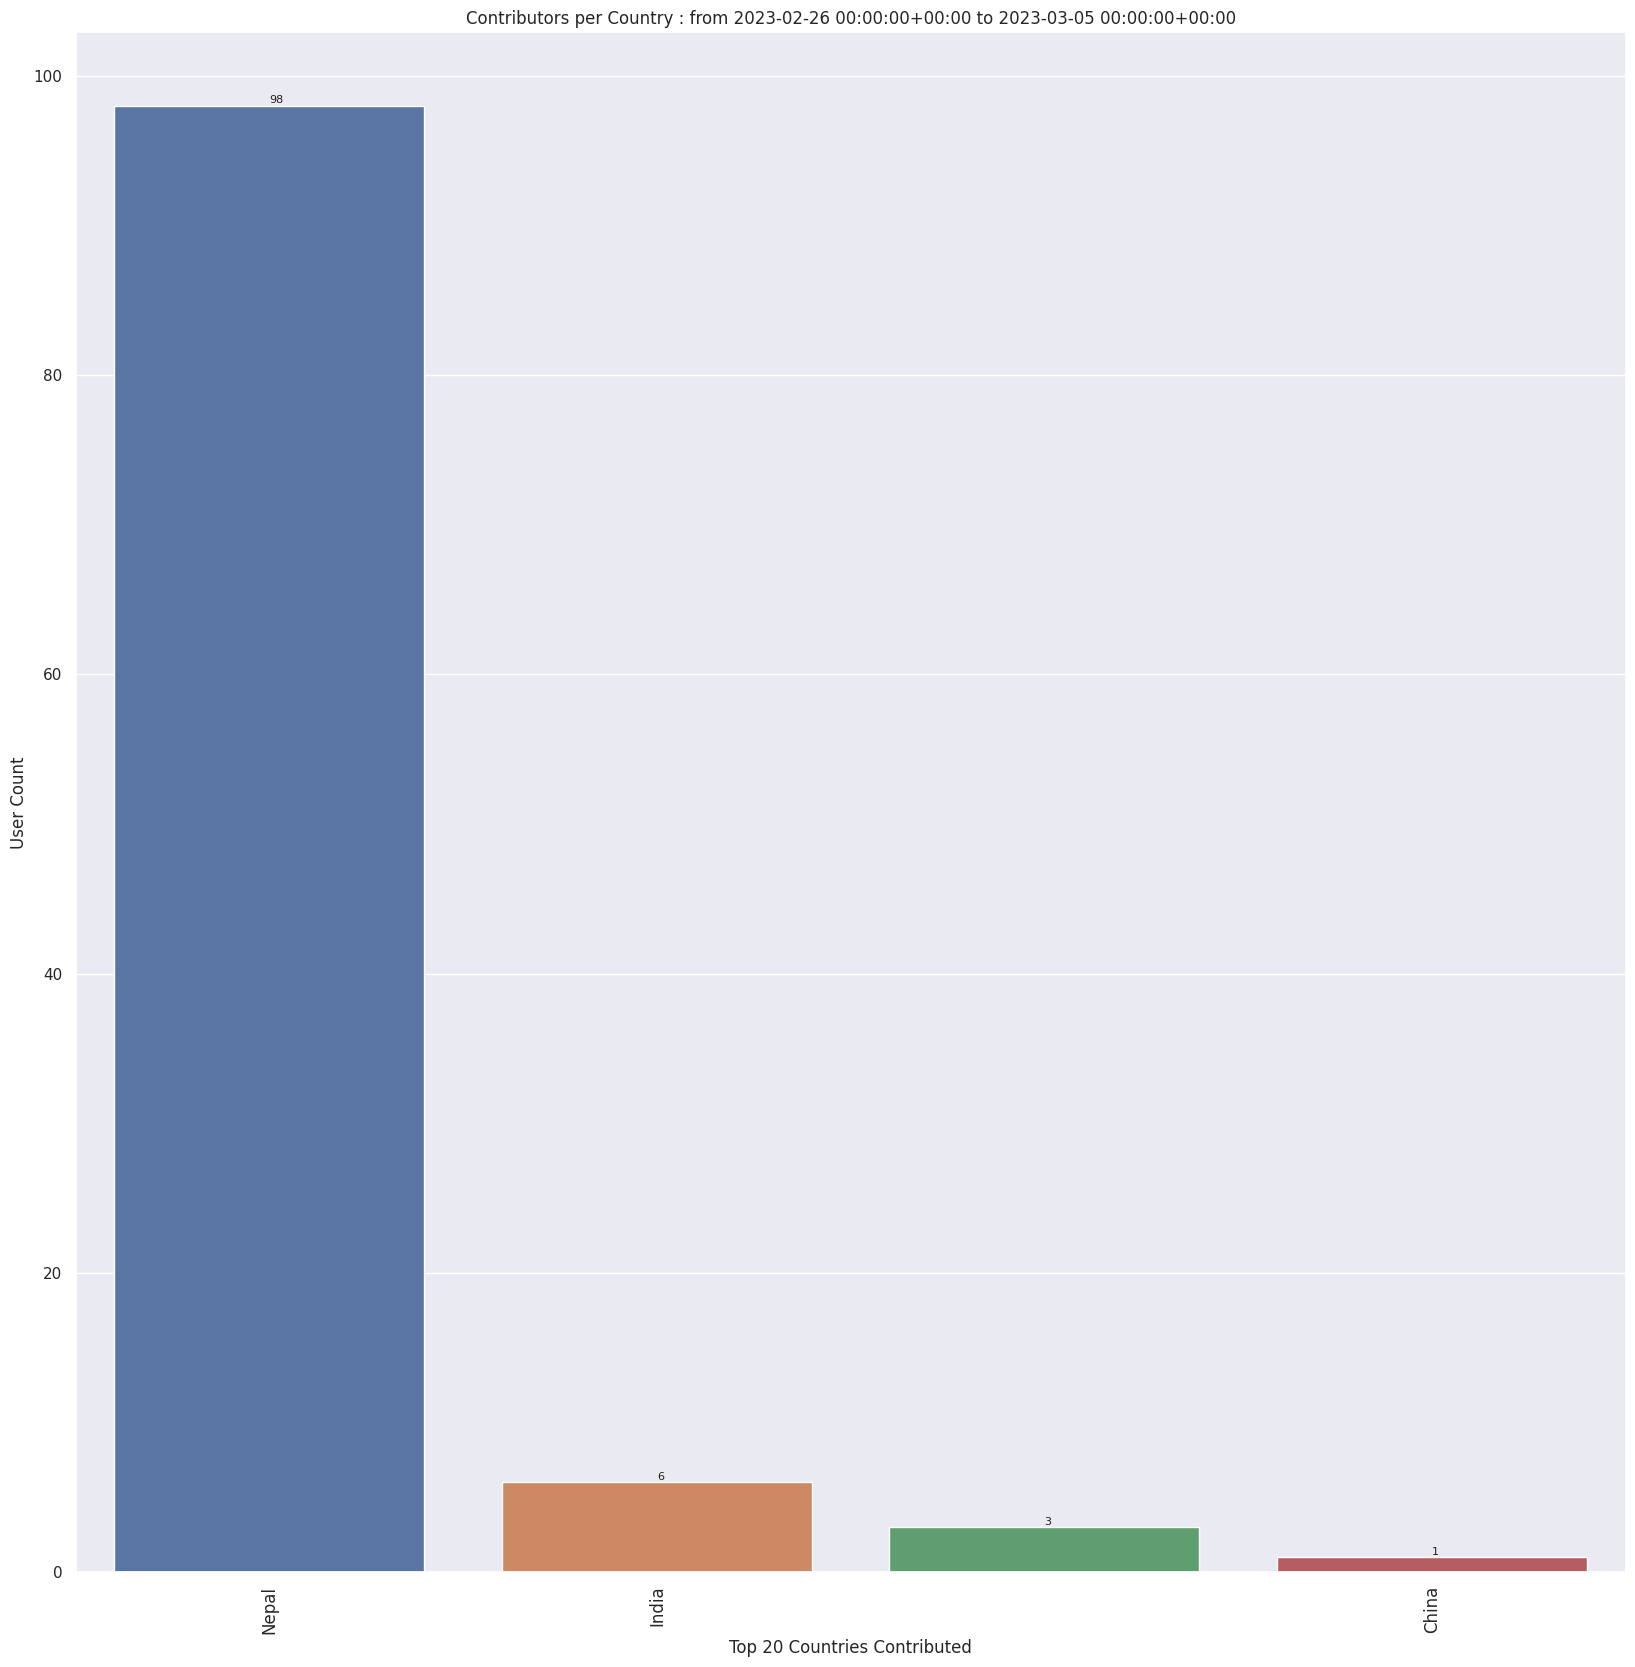 Contributors per Country : from 2023-02-26 00:00:00+00:00 to 2023-03-05 00:00:00+00:00
100
98
80
60
User Count
40
20
6
3
1
0
Nepal
India
China
Top 20 Countries Contributed